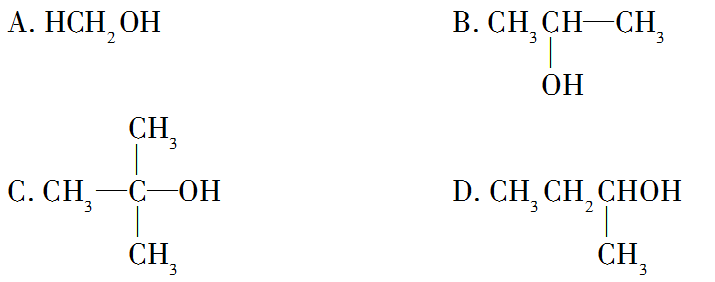 A. HCH₂OH
B. CH₃CH—CH₃
OH
CH₃
C. CH₃—C—OH
CH₃
D. CH₃CH₂CHOH
CH₃